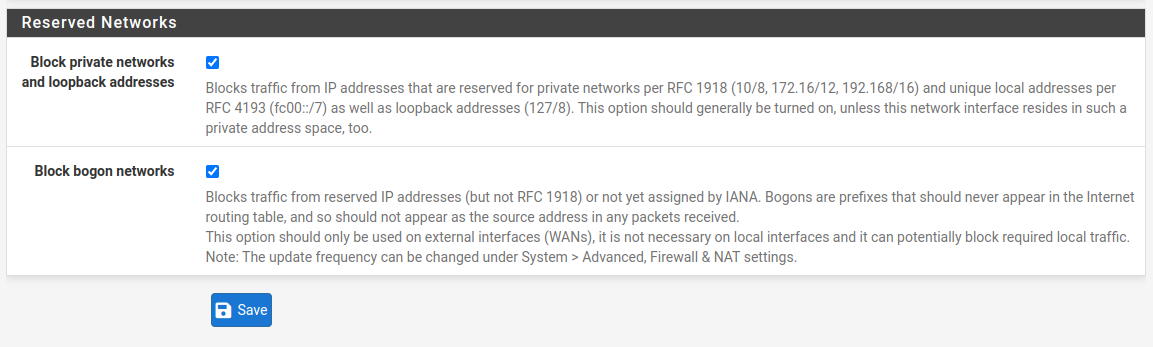 Reserved Networks
Block private networks
and loopback addresses
Blocks traffic from IP addresses that are reserved for private networks per RFC 1918 (10/8, 172.16/12, 192.168/16) and unique local addresses per
RFC 4193 (fc00::/7) as well as loopback addresses (127/8). This option should generally be turned on, unless this network interface resides in such a
private address space, too.
Block bogon networks
Blocks traffic from reserved IP addresses (but not RFC 1918) or not yet assigned by IANA. Bogons are prefixes that should never appear in the Internet
routing table, and so should not appear as the source address in any packets received.
This option should only be used on external interfaces (WANs), it is not necessary on local interfaces and it can potentially block required local traffic.
Note: The update frequency can be changed under System > Advanced, Firewall & NAT settings.
Save